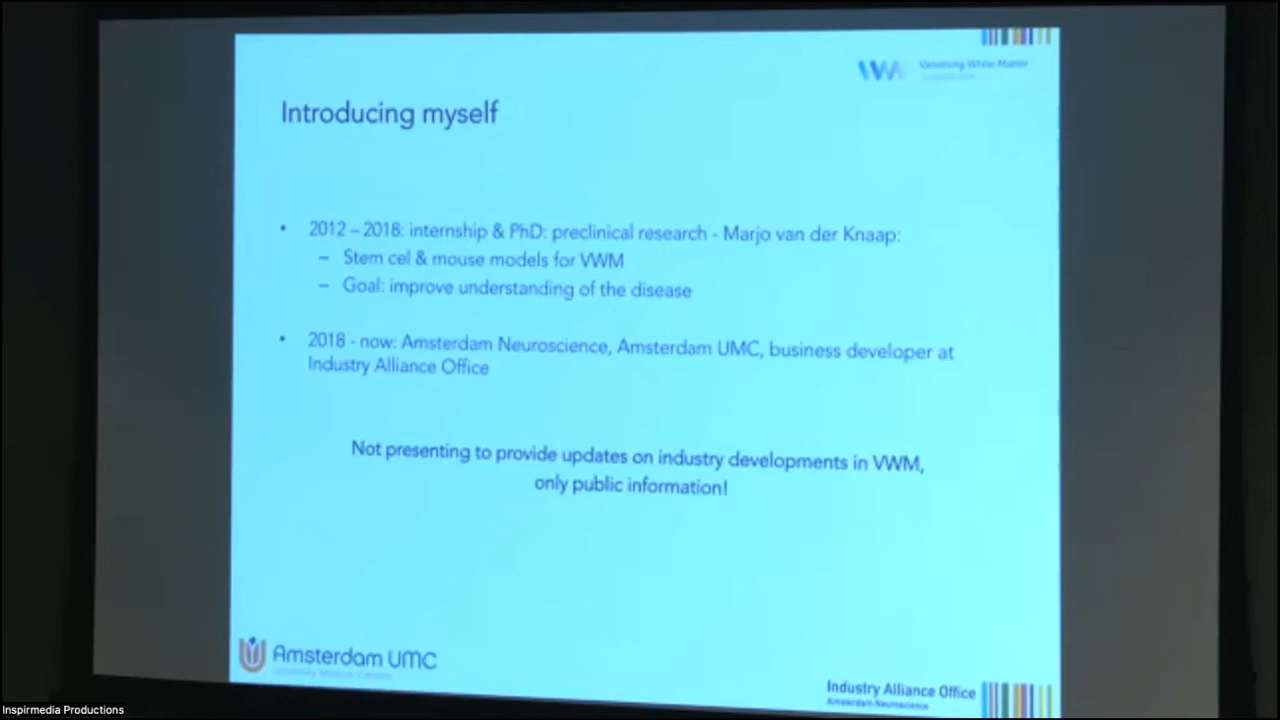 Vanishing White Matter
Introducing myself
• 2012 – 2018: internship & PhD: preclinical research - Marjo van der Knaap:
– Stem cel & mouse models for VWM
– Goal: improve understanding of the disease
• 2018 - now: Amsterdam Neuroscience, Amsterdam UMC, business developer at
Industry Alliance Office
Not presenting to provide updates on industry developments in VWM,
only public information!
Amsterdam UMC
Industry Alliance Office
Amsterdam Neuroscience
Inspirmedia Productions